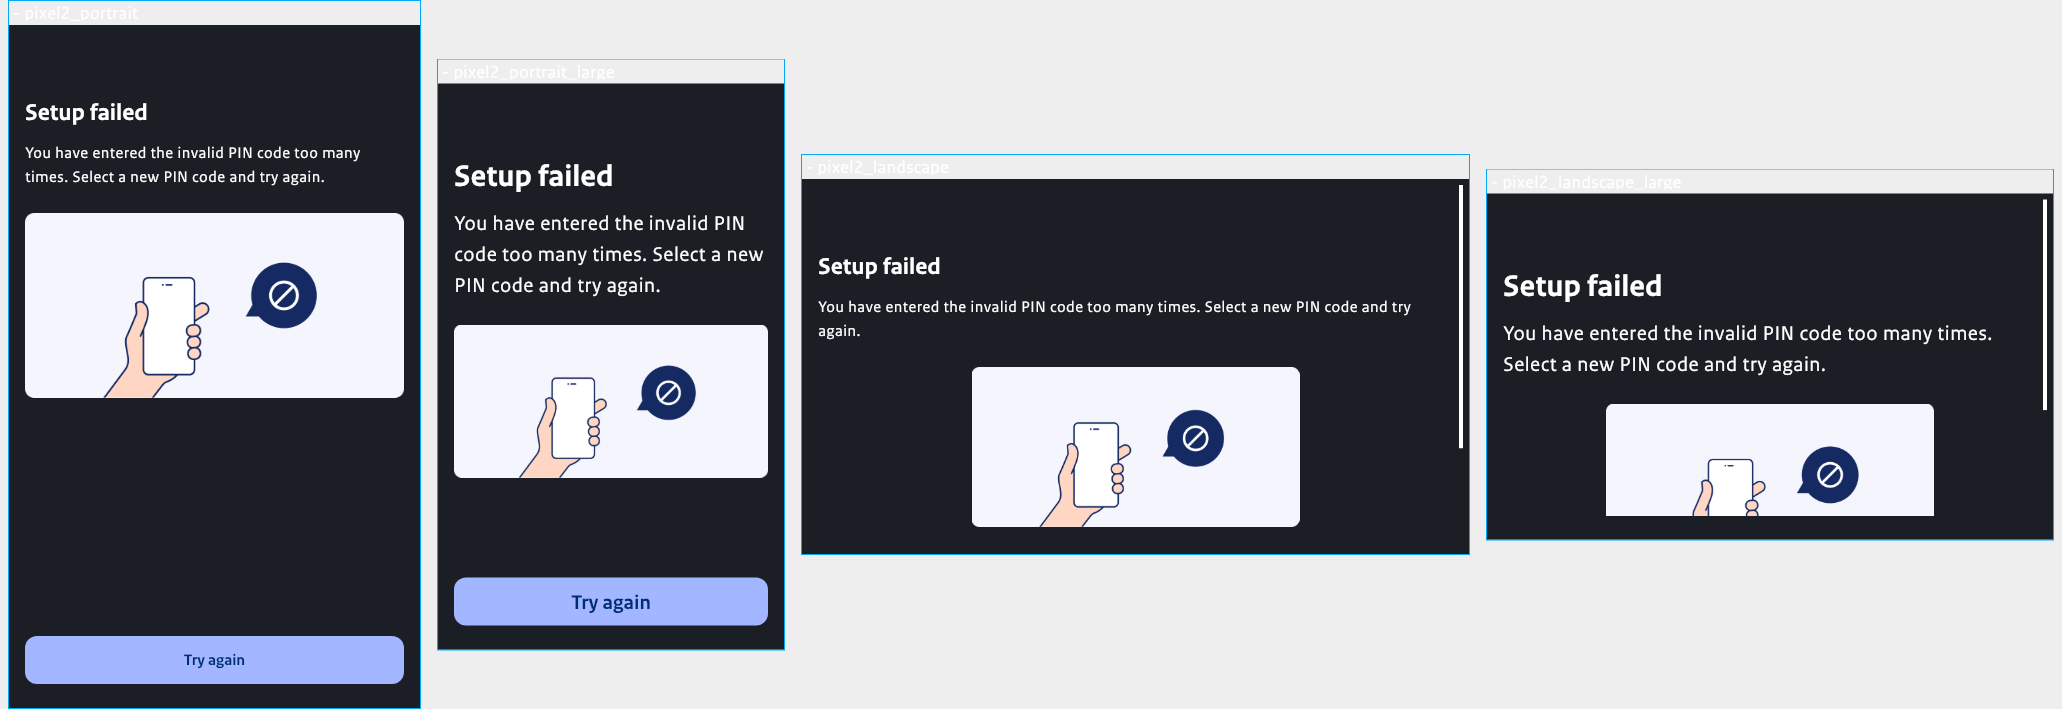 - pixel2_portrait
Setup failed
You have entered the invalid PIN code too many
times. Select a new PIN code and try again.
Try again
- pixel2_portrait_large
Setup failed
You have entered the invalid PIN
code too many times. Select a new
PIN code and try again.
Try again
- pixel2_landscape
Setup failed
You have entered the invalid PIN code too many times. Select a new PIN code and try
again.
- pixel2_landscape_large
Setup failed
You have entered the invalid PIN code too many times.
Select a new PIN code and try again.